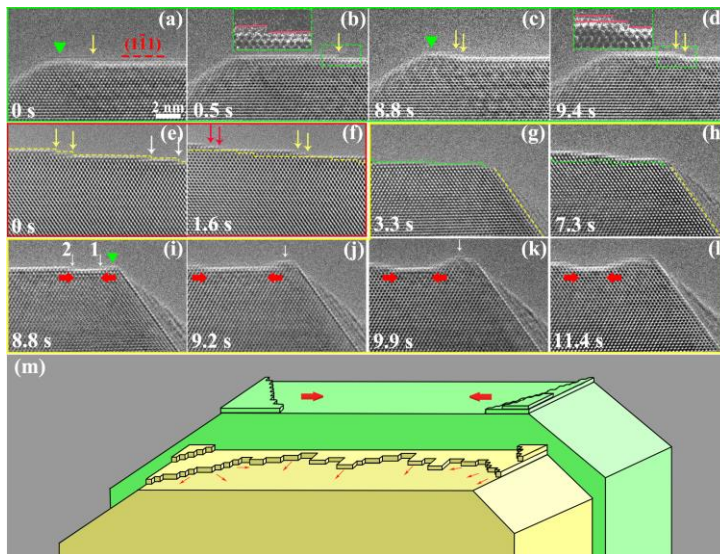 (a)
(11̄1)
0 s
2 nm
(b)
0.5 s
(c)
8.8 s
(d)
9.4 s
(e)
0 s
(f)
1.6 s
(g)
3.3 s
(h)
7.3 s
(i)
2
1
8.8 s
(j)
9.2 s
(k)
9.9 s
(l
11.4 s
(m)